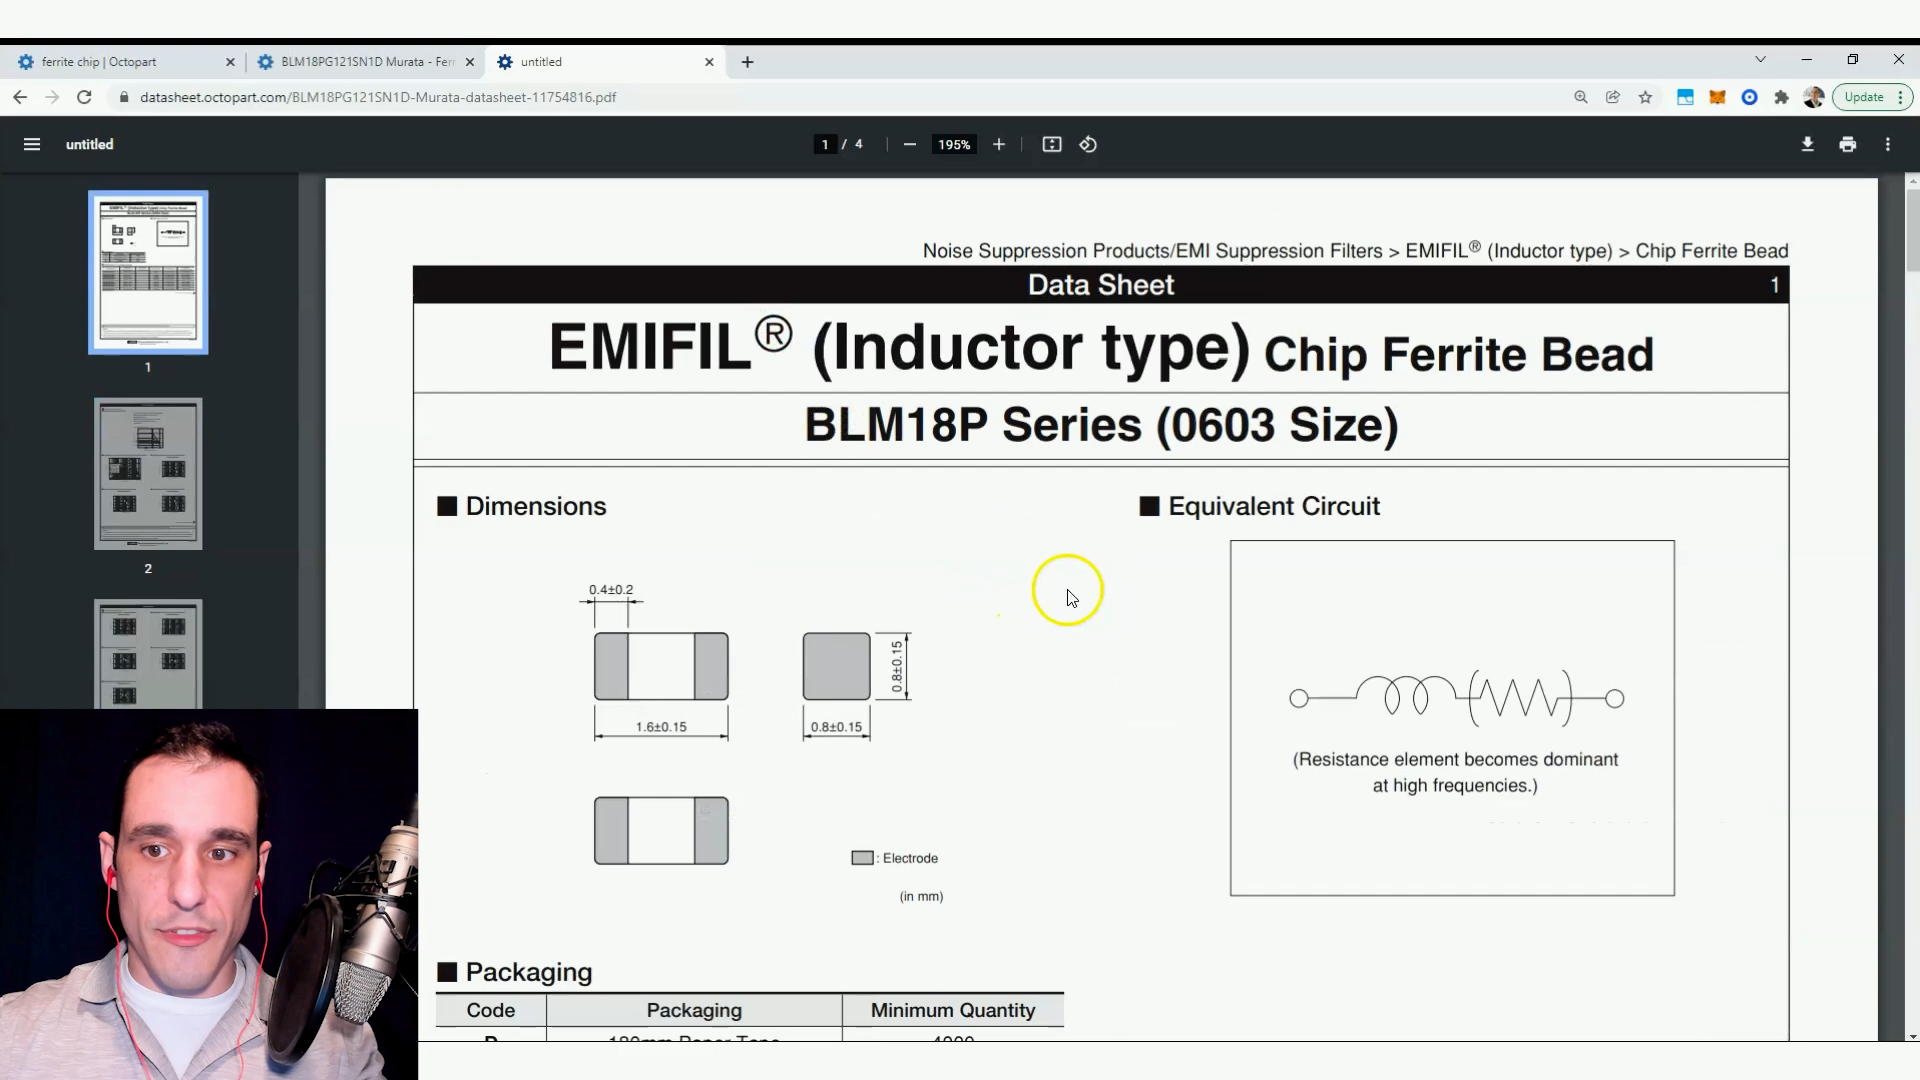 ferrite chip | Octopart
BLM18PG121SN1D Murata - Ferr
untitled
datasheet.octopart.com/BLM18PG121SN1D-Murata-datasheet-11754816.pdf
Update
untitled
1 / 4
195%
1
2
Noise Suppression Products/EMI Suppression Filters > EMIFIL® (Inductor type) > Chip Ferrite Bead
Data Sheet 1
EMIFIL® (Inductor type) Chip Ferrite Bead
BLM18P Series (0603 Size)
■ Dimensions
■ Equivalent Circuit
0.4±0.2
0.8±0.15
1.6±0.15
0.8±0.15
(Resistance element becomes dominant
at high frequencies.)
: Electrode
(in mm)
■ Packaging
Code Packaging Minimum Quantity
180mm Paper Tape 4000